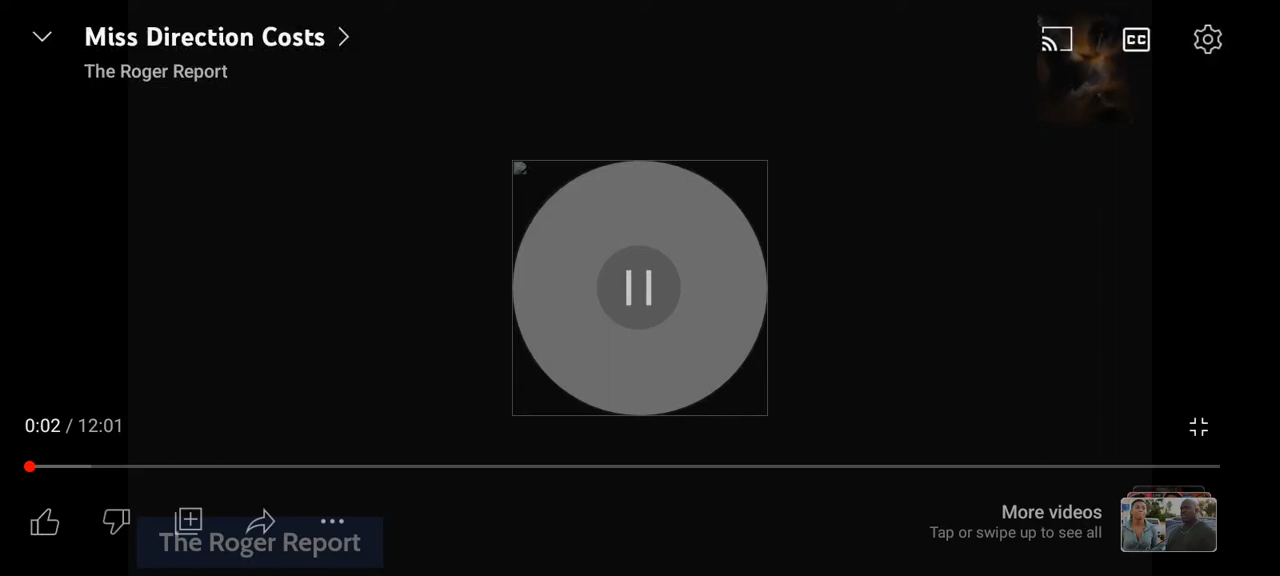 Miss Direction Costs
The Roger Report
CC
0:02 / 12:01
More videos
Tap or swipe up to see all
The Roger Report